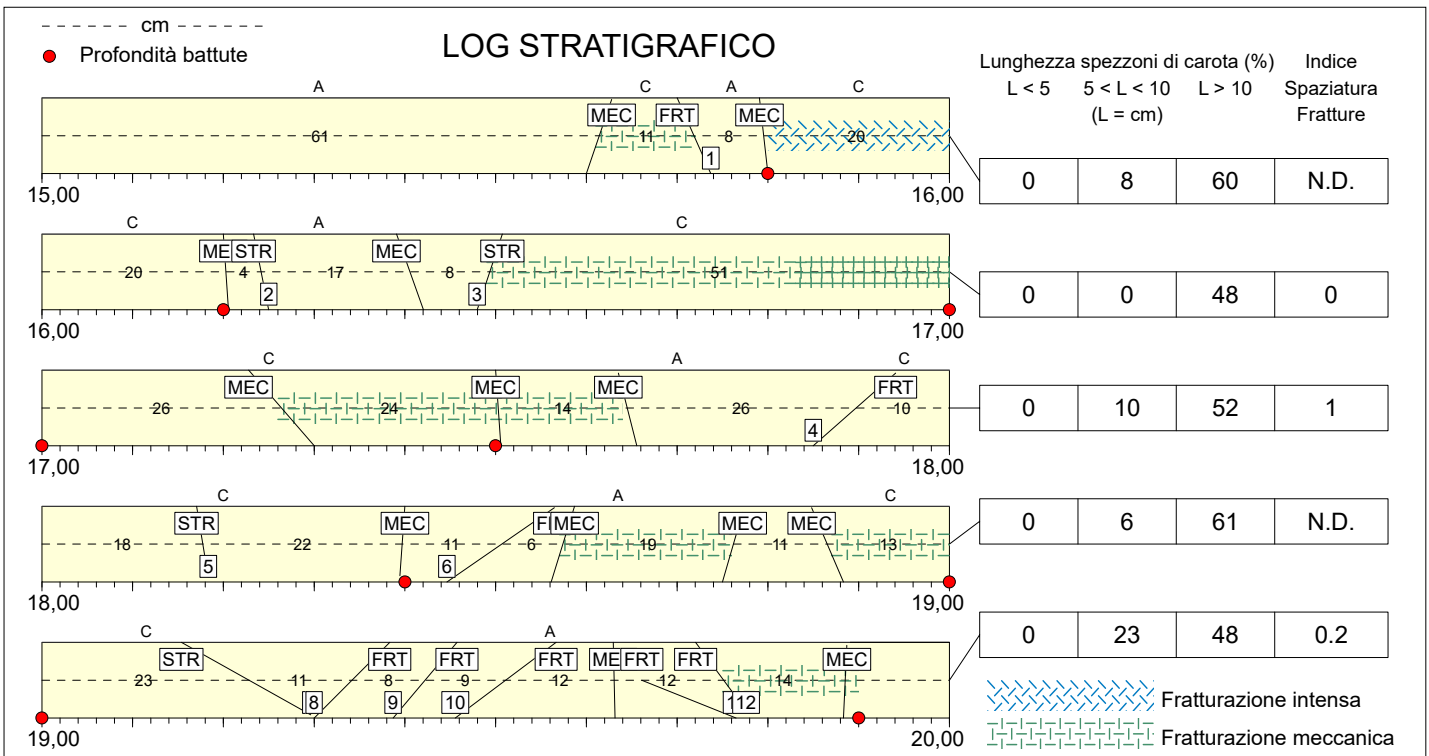 cm
Profondità battute
LOG STRATIGRAFICO
Lunghezza spezzoni di carota (%) Indice
L < 5 5 < L < 10 L > 10 Spaziatura
(L = cm) Fratture
A C A C
MEC FRT MEC
61 11 8 20
1
15,00 16,00
0 8 60 N.D.
C A C
STR MEC STR
20 4 17 8 51
2 3
16,00 17,00
0 0 48 0
C A C
MEC MEC MEC FRT
26 24 14 26 10
4
17,00 18,00
0 10 52 1
C A C
STR MEC MEC MEC MEC
18 22 11 6 19 11 13
5 6
18,00 19,00
0 6 61 N.D.
C A
STR FRT FRT FRT FRT FRT MEC
23 11 8 9 12 12 14
8 9 10 112
19,00 20,00
0 23 48 0.2
Fratturazione intensa
Fratturazione meccanica